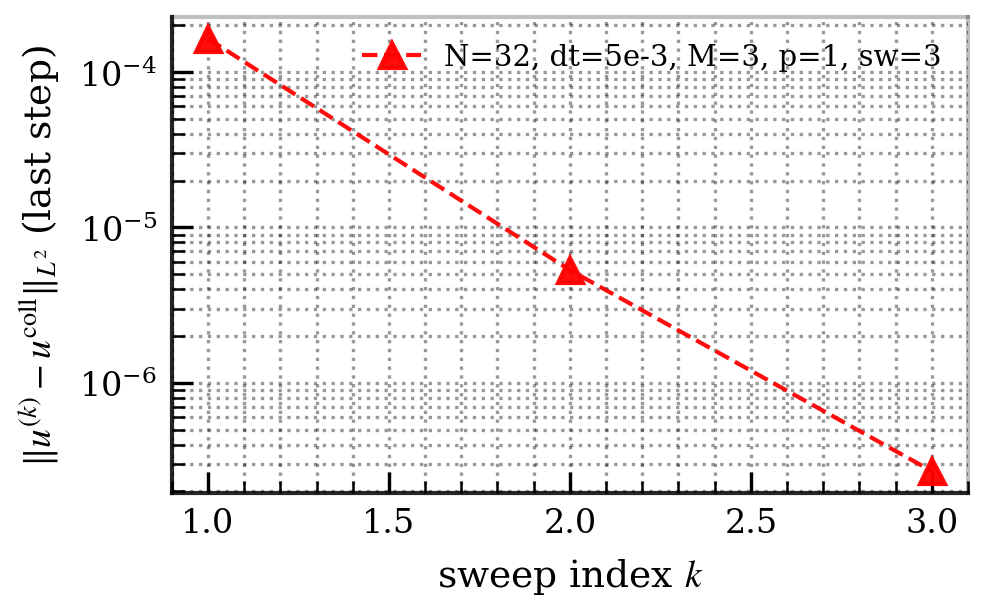 N=32, dt=5e-3, M=3, p=1, sw=3
||u^{(k)} − u^{coll}||_{L^2} (last step)
10^{−4}
10^{−5}
10^{−6}
1.0 1.5 2.0 2.5 3.0
sweep index k